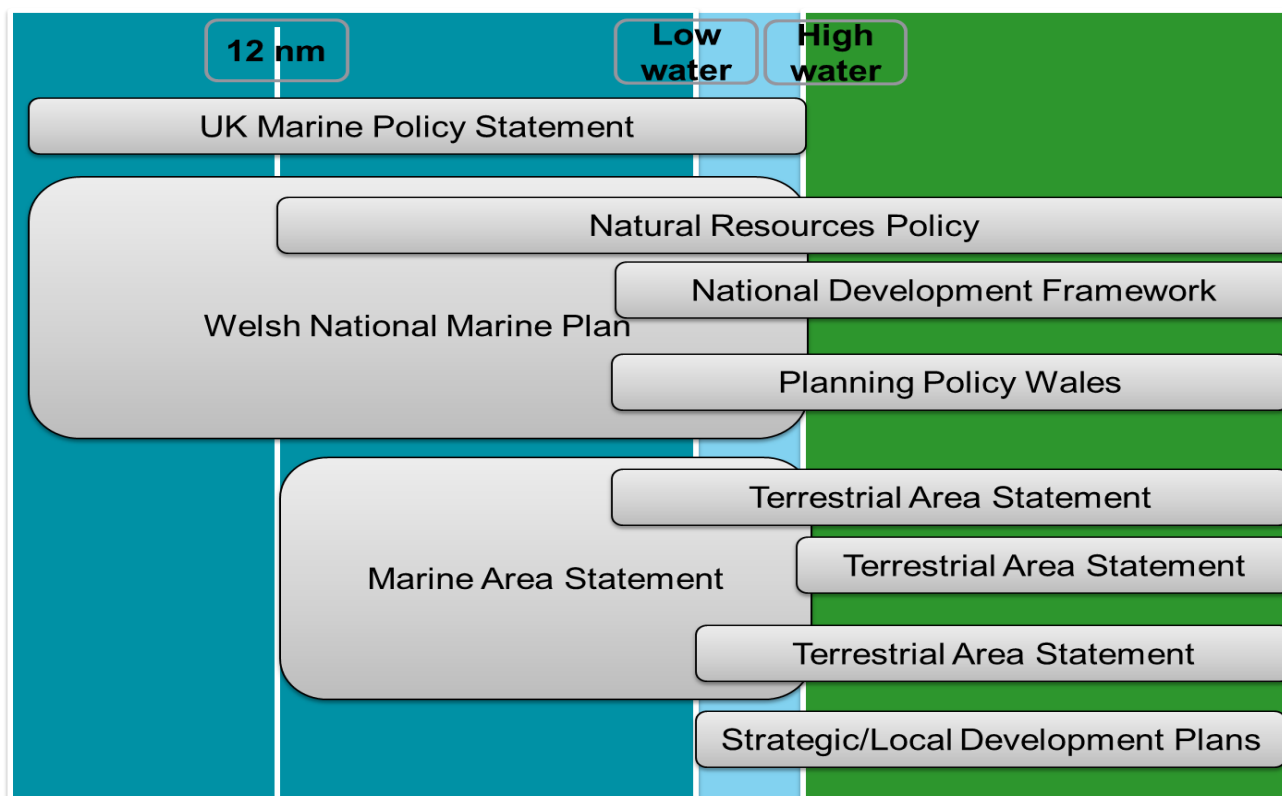 12 nm
Low
water
High
water
UK Marine Policy Statement
Natural Resources Policy
National Development Framework
Welsh National Marine Plan
Planning Policy Wales
Terrestrial Area Statement
Terrestrial Area Statement
Marine Area Statement
Terrestrial Area Statement
Strategic/Local Development Plans